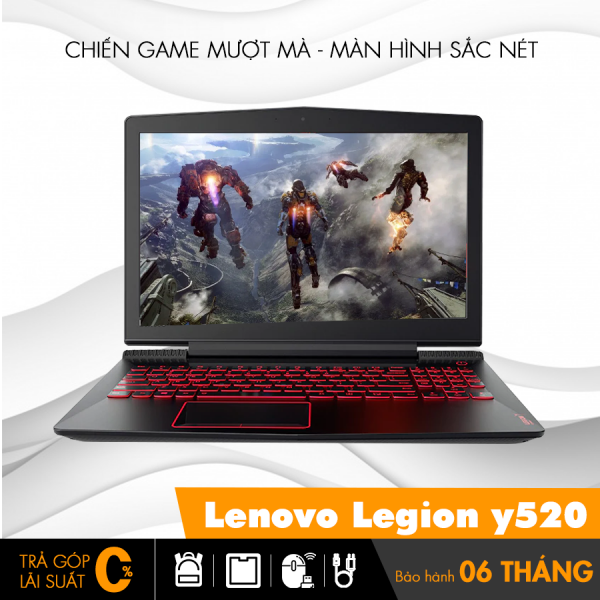 CHIẾN GAME MƯỢT MÀ - MÀN HÌNH SẮC NÉT
Lenovo Legion y520
TRẢ GÓP
LÃI SUẤT
0%
Bảo hành 06 THÁNG